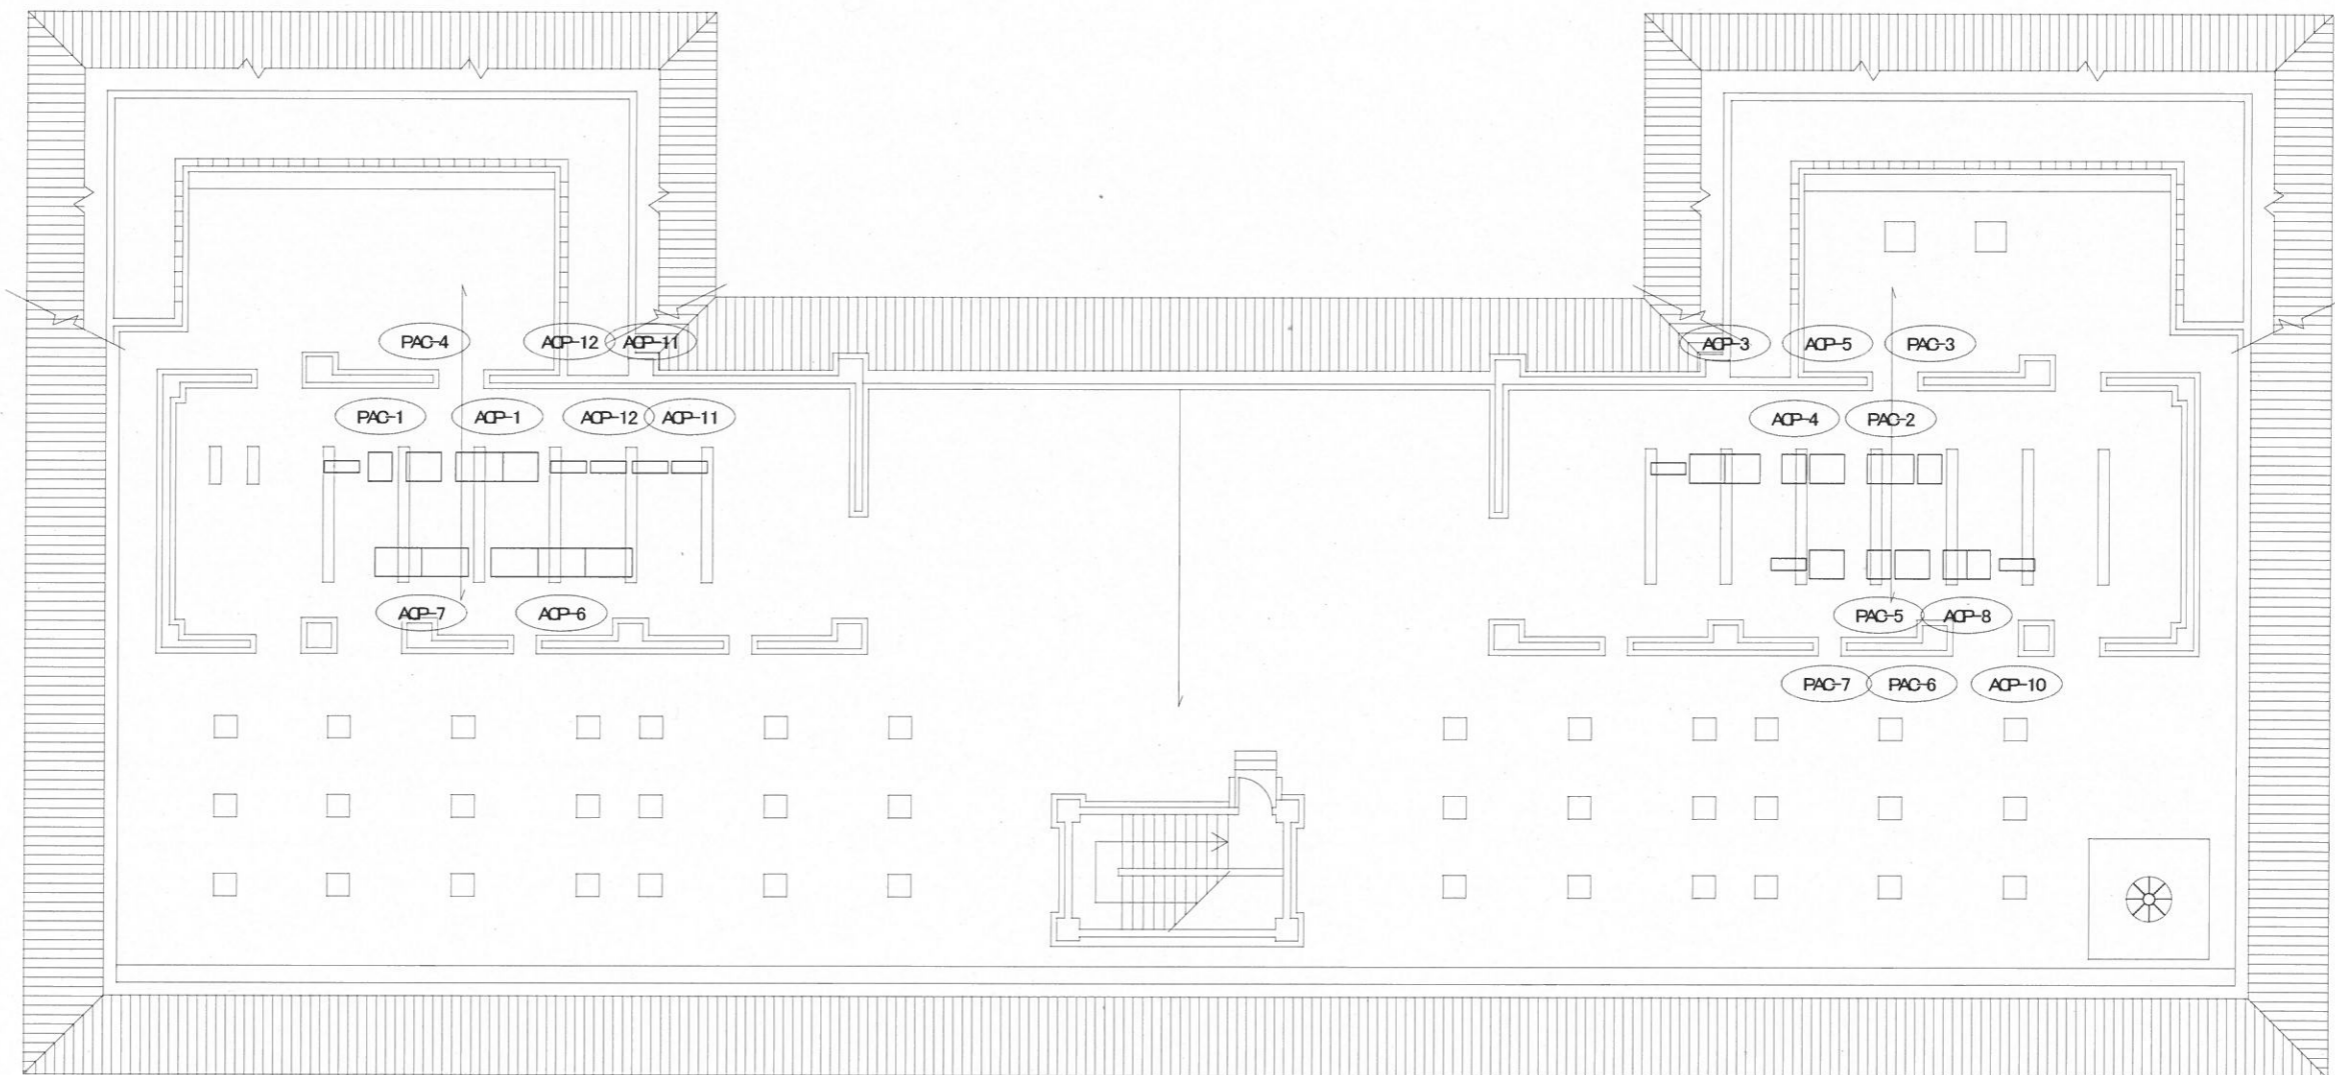 PAC-4 ACP-12 ACP-11 ACP-3 ACP-5 PAC-3
PAC-1 ACP-1 ACP-12 ACP-11 ACP-4 PAC-2
ACP-7 ACP-6 PAC-5 ACP-8
PAC-7 PAC-6 ACP-10